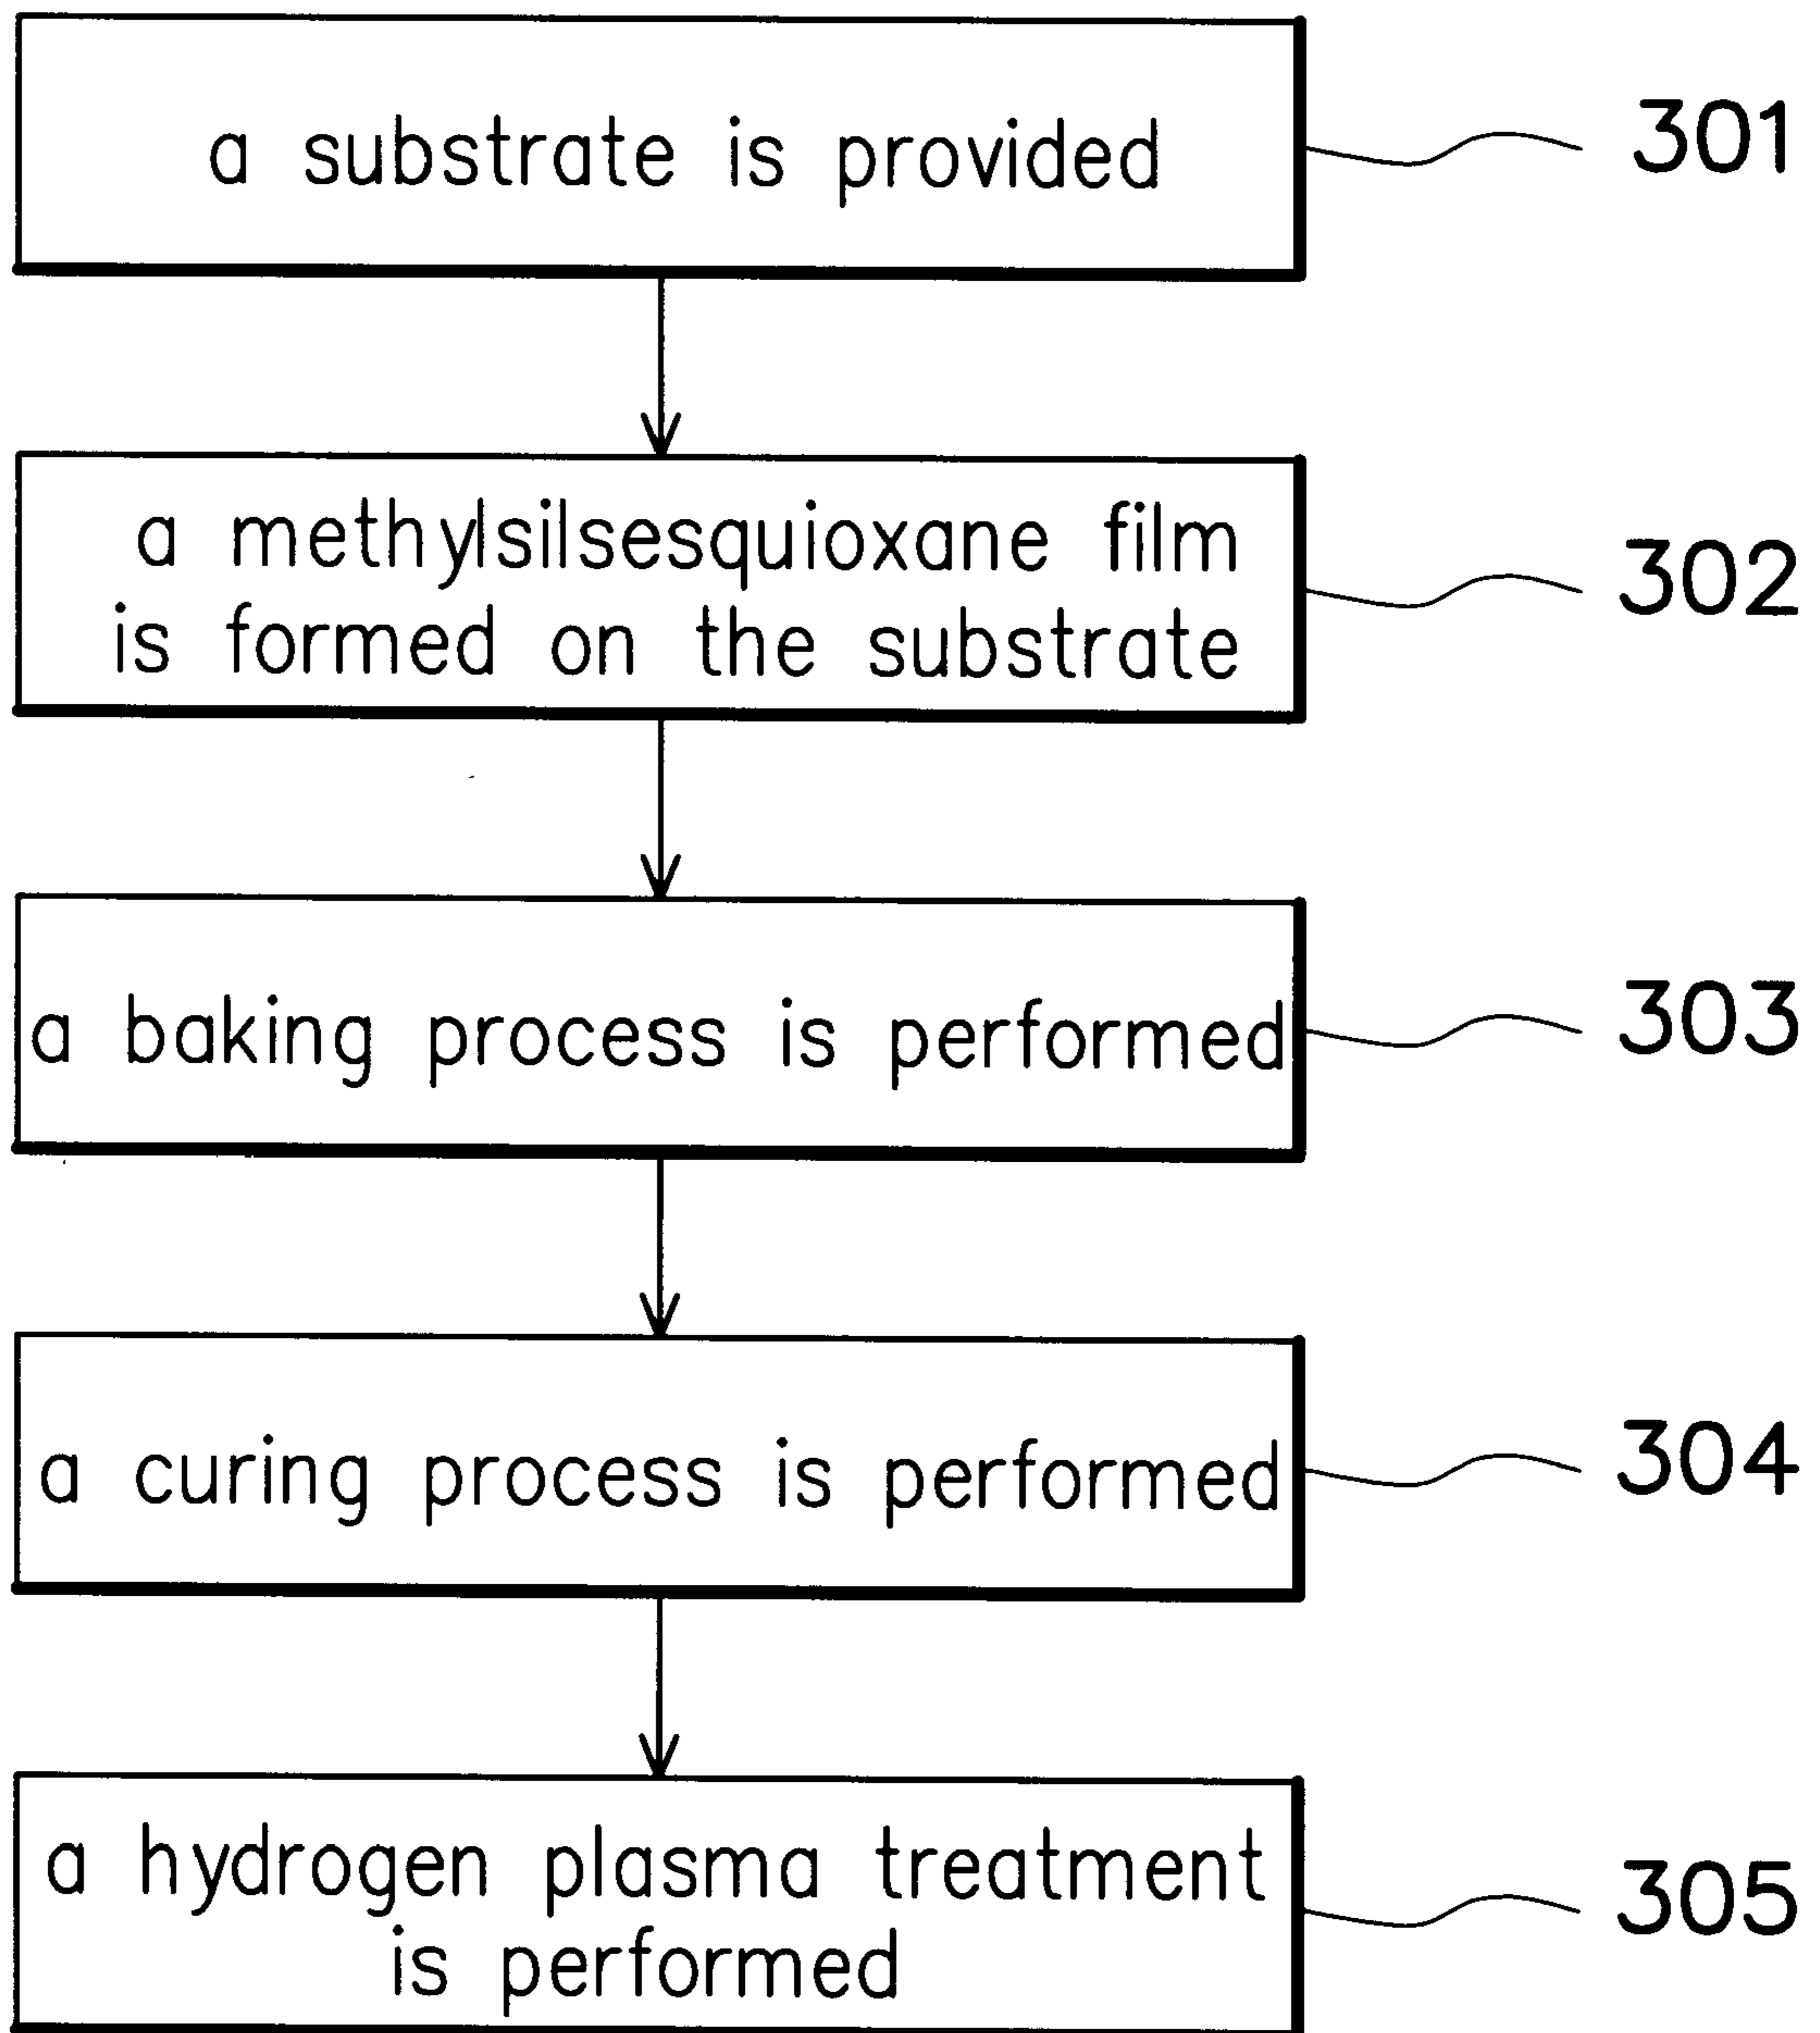 a substrate is provided
301
a methylsilsesquioxane film
is formed on the substrate
302
a baking process is performed
303
a curing process is performed
304
a hydrogen plasma treatment
is performed
305